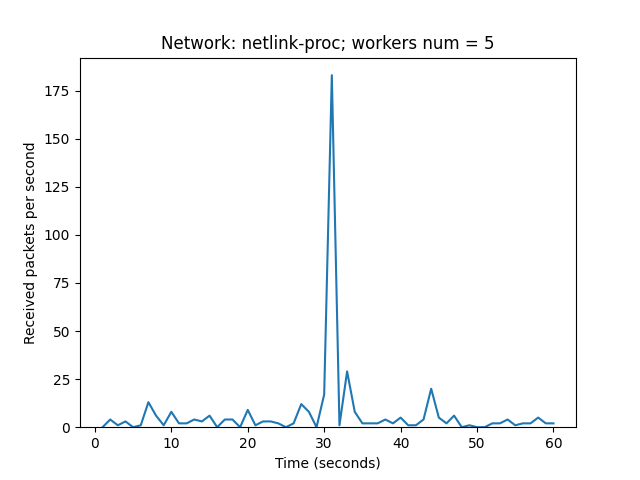 Network: netlink-proc; workers num = 5
Received packets per second
175
150
125
100
75
50
25
0
0 10 20 30 40 50 60
Time (seconds)